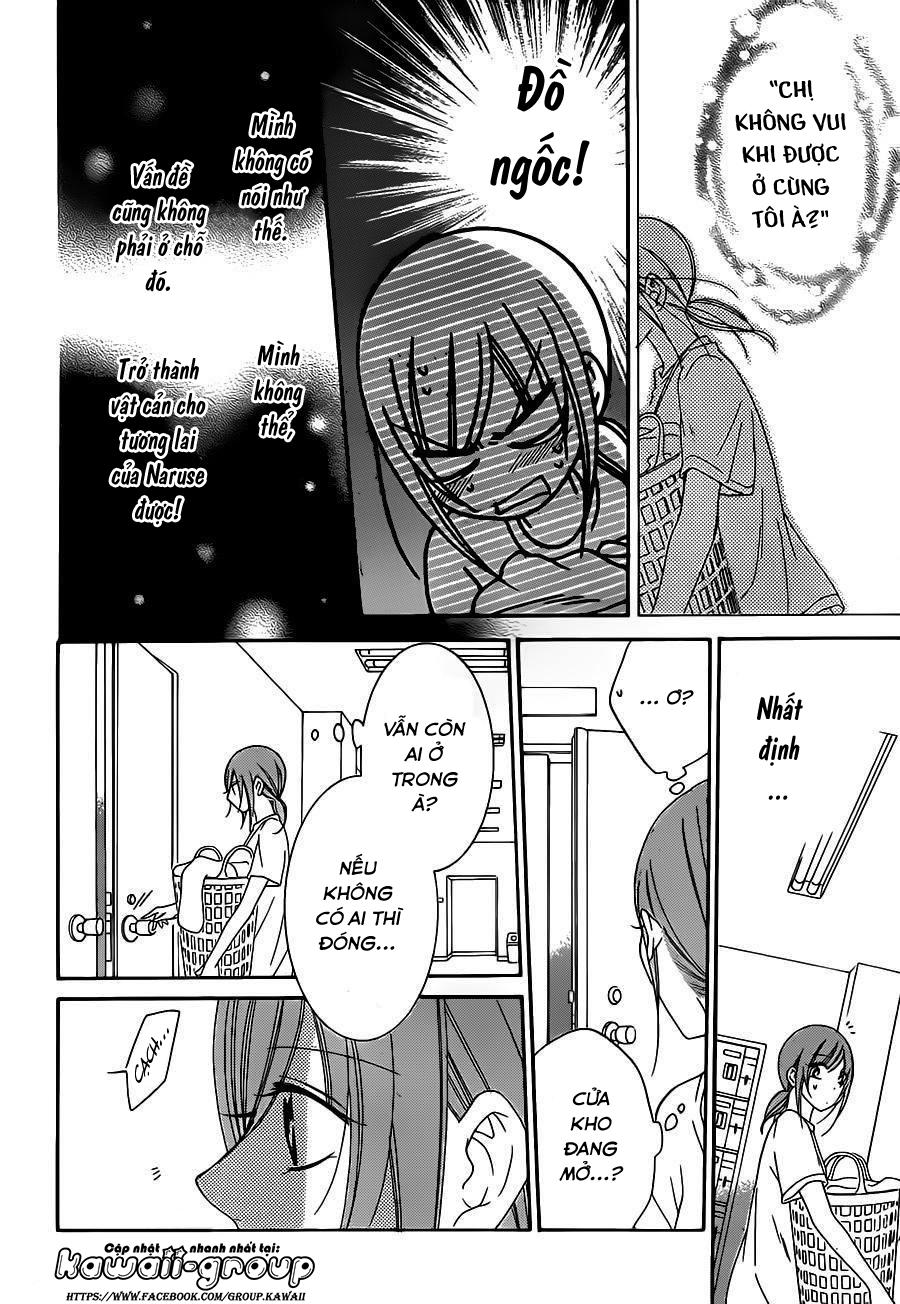 "CHỊ
KHÔNG VUI
KHI ĐƯỢC
Ở CÙNG
TÔI À?"
Đồ
ngốc!
Mình
không có
nói như
thế.
Vấn đề
cũng không
phải ở chỗ
đó.
Mình
không
thể,
Trở thành
vật cản cho
tương lai
của Naruse
được!
Nhất
định
...
... Ơ?
CỬA
KHO
ĐANG
MỞ...?
VẪN CÒN
AI Ở
TRONG
À?
NẾU
KHÔNG
CÓ AI THÌ
ĐÓNG...
CẠCH...
Cập nhật nhanh nhất tại:
Kawaii-group
HTTPS://WWW.FACEBOOK.COM/GROUP.KAWAII